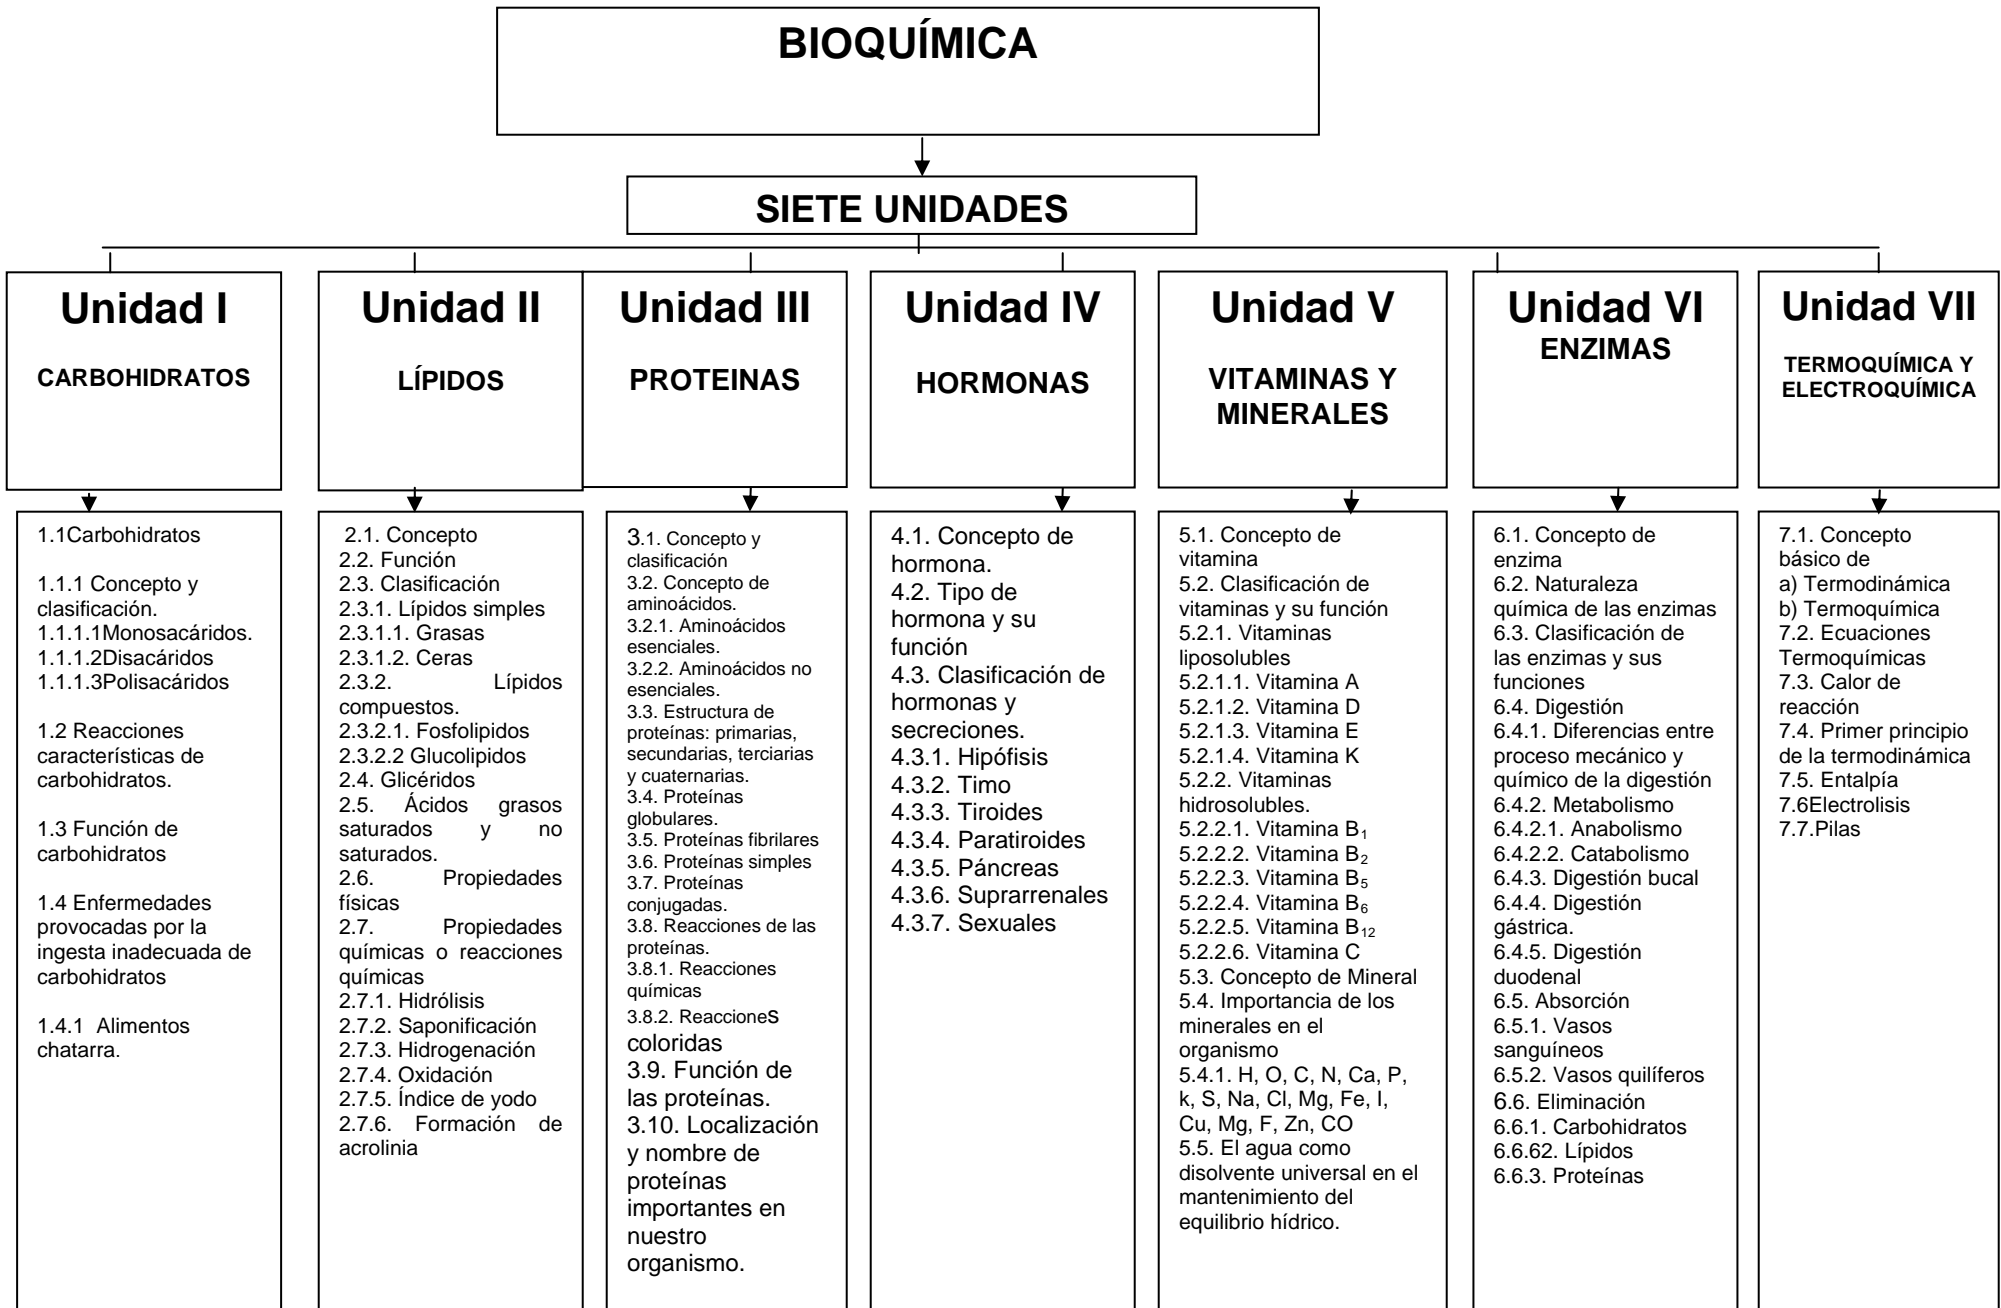 BIOQUÍMICA
SIETE UNIDADES
Unidad I
CARBOHIDRATOS
1.1Carbohidratos
1.1.1 Concepto y
clasificación.
1.1.1.1Monosacáridos.
1.1.1.2Disacáridos
1.1.1.3Polisacáridos
1.2 Reacciones
características de
carbohidratos.
1.3 Función de
carbohidratos
1.4 Enfermedades
provocadas por la
ingesta inadecuada de
carbohidratos
1.4.1 Alimentos
chatarra.
Unidad II
LÍPIDOS
2.1. Concepto
2.2. Función
2.3. Clasificación
2.3.1. Lípidos simples
2.3.1.1. Grasas
2.3.1.2. Ceras
2.3.2. Lípidos
compuestos.
2.3.2.1. Fosfolipidos
2.3.2.2 Glucolipidos
2.4. Glicéridos
2.5. Ácidos grasos
saturados y no
saturados.
2.6. Propiedades
físicas
2.7. Propiedades
químicas o reacciones
químicas
2.7.1. Hidrólisis
2.7.2. Saponificación
2.7.3. Hidrogenación
2.7.4. Oxidación
2.7.5. Índice de yodo
2.7.6. Formación de
acrolinia
Unidad III
PROTEINAS
3.1. Concepto y
clasificación
3.2. Concepto de
aminoácidos.
3.2.1. Aminoácidos
esenciales.
3.2.2. Aminoácidos no
esenciales.
3.3. Estructura de
proteínas: primarias,
secundarias, terciarias
y cuaternarias.
3.4. Proteínas
globulares.
3.5. Proteínas fibrilares
3.6. Proteínas simples
3.7. Proteínas
conjugadas.
3.8. Reacciones de las
proteínas.
3.8.1. Reacciones
químicas
3.8.2. Reacciones
coloridas
3.9. Función de
las proteínas.
3.10. Localización
y nombre de
proteínas
importantes en
nuestro
organismo.
Unidad IV
HORMONAS
4.1. Concepto de
hormona.
4.2. Tipo de
hormona y su
función
4.3. Clasificación de
hormonas y
secreciones.
4.3.1. Hipófisis
4.3.2. Timo
4.3.3. Tiroides
4.3.4. Paratiroides
4.3.5. Páncreas
4.3.6. Suprarrenales
4.3.7. Sexuales
Unidad V
VITAMINAS Y
MINERALES
5.1. Concepto de
vitamina
5.2. Clasificación de
vitaminas y su función
5.2.1. Vitaminas
liposolubles
5.2.1.1. Vitamina A
5.2.1.2. Vitamina D
5.2.1.3. Vitamina E
5.2.1.4. Vitamina K
5.2.2. Vitaminas
hidrosolubles.
5.2.2.1. Vitamina B₁
5.2.2.2. Vitamina B₂
5.2.2.3. Vitamina B₅
5.2.2.4. Vitamina B₆
5.2.2.5. Vitamina B₁₂
5.2.2.6. Vitamina C
5.3. Concepto de Mineral
5.4. Importancia de los
minerales en el
organismo
5.4.1. H, O, C, N, Ca, P,
k, S, Na, Cl, Mg, Fe, I,
Cu, Mg, F, Zn, CO
5.5. El agua como
disolvente universal en el
mantenimiento del
equilibrio hídrico.
Unidad VI
ENZIMAS
6.1. Concepto de
enzima
6.2. Naturaleza
química de las enzimas
6.3. Clasificación de
las enzimas y sus
funciones
6.4. Digestión
6.4.1. Diferencias entre
proceso mecánico y
químico de la digestión
6.4.2. Metabolismo
6.4.2.1. Anabolismo
6.4.2.2. Catabolismo
6.4.3. Digestión bucal
6.4.4. Digestión
gástrica.
6.4.5. Digestión
duodenal
6.5. Absorción
6.5.1. Vasos
sanguíneos
6.5.2. Vasos quilíferos
6.6. Eliminación
6.6.1. Carbohidratos
6.6.62. Lípidos
6.6.3. Proteínas
Unidad VII
TERMOQUÍMICA Y
ELECTROQUÍMICA
7.1. Concepto
básico de
a) Termodinámica
b) Termoquímica
7.2. Ecuaciones
Termoquímicas
7.3. Calor de
reacción
7.4. Primer principio
de la termodinámica
7.5. Entalpía
7.6Electrolisis
7.7.Pilas